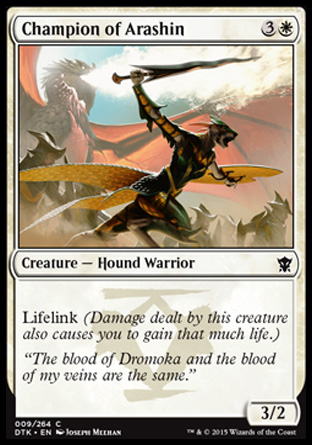 Champion of Arashin 3
Creature — Hound Warrior
Lifelink (Damage dealt by this creature
also causes you to gain that much life.)
“The blood of Dromoka and the blood
of my veins are the same.”
3/2
009/264 C
DTK • EN JOSEPH MEEHAN
™ & © 2015 Wizards of the Coast